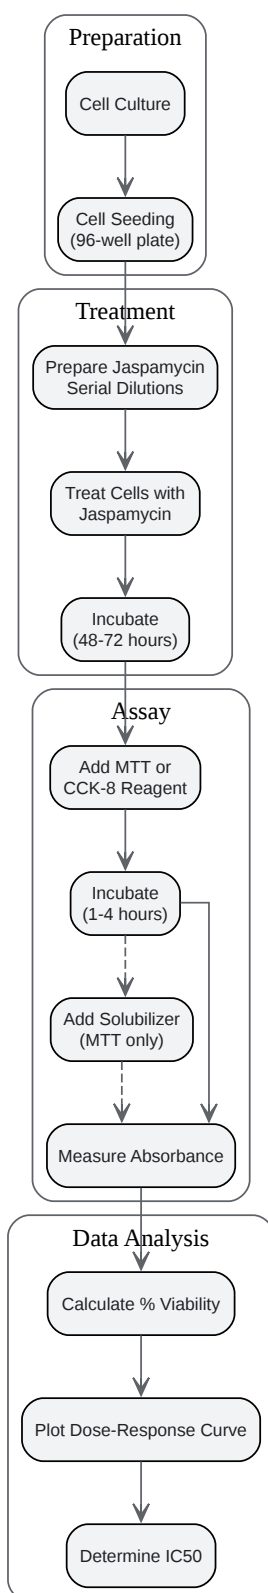 Preparation
Cell Culture
Cell Seeding
(96-well plate)
Treatment
Prepare Jaspamycin
Serial Dilutions
Treat Cells with
Jaspamycin
Incubate
(48-72 hours)
Assay
Add MTT or
CCK-8 Reagent
Incubate
(1-4 hours)
Add Solubilizer
(MTT only)
Measure Absorbance
Data Analysis
Calculate % Viability
Plot Dose-Response Curve
Determine IC50